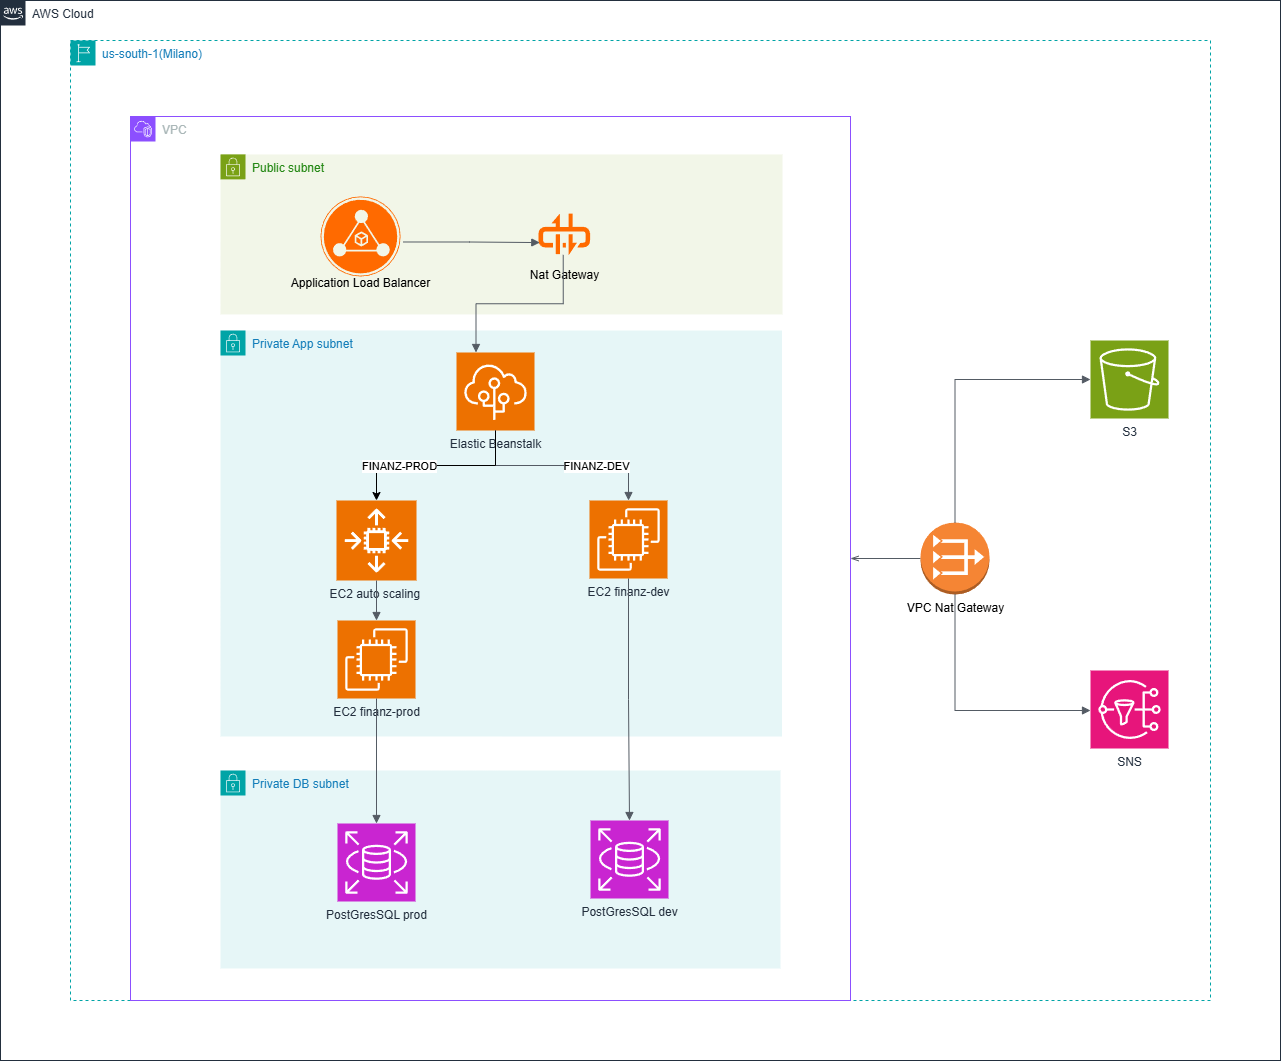 aws
AWS Cloud
us-south-1(Milano)
VPC
Public subnet
Application Load Balancer
Nat Gateway
Private App subnet
Elastic Beanstalk
FINANZ-PROD
FINANZ-DEV
EC2 auto scaling
EC2 finanz-dev
EC2 finanz-prod
Private DB subnet
PostGresSQL prod
PostGresSQL dev
S3
VPC Nat Gateway
SNS